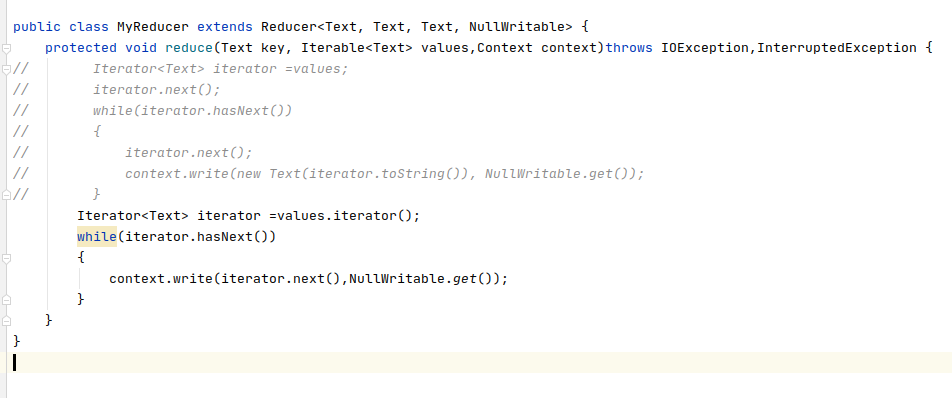 public class MyReducer extends Reducer<Text, Text, Text, NullWritable> {
    protected void reduce(Text key, Iterable<Text> values,Context context)throws IOException,InterruptedException {
//        Iterator<Text> iterator =values;
//        iterator.next();
//        while(iterator.hasNext())
//        {
//            iterator.next();
//            context.write(new Text(iterator.toString()), NullWritable.get());
//        }
        Iterator<Text> iterator =values.iterator();
        while(iterator.hasNext())
        {
            context.write(iterator.next(),NullWritable.get());
        }
    }
}